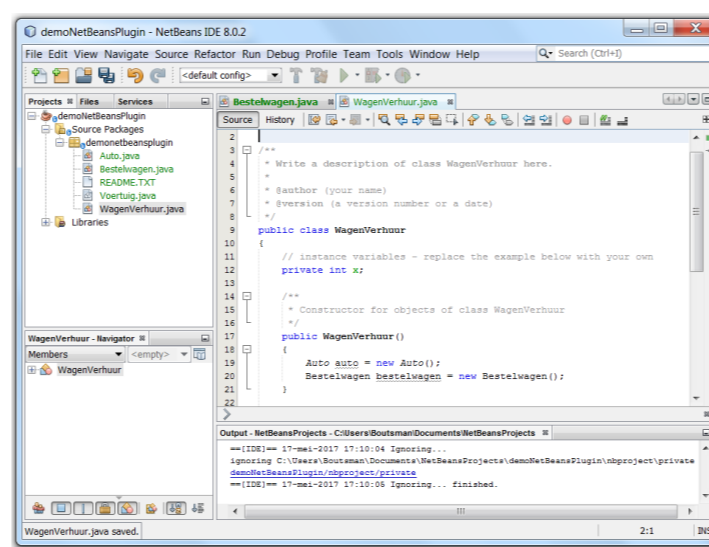 demoNetBeansPlugin - NetBeans IDE 8.0.2
File Edit View Navigate Source Refactor Run Debug Profile Team Tools Window Help
Search (Ctrl+I)
<default config>
Projects Files Services
demoNetBeansPlugin
Source Packages
demonetbeansplugin
Auto.java
Bestelwagen.java
README.TXT
Voertuig.java
WagenVerhuur.java
Libraries
WagenVerhuur - Navigator
Members <empty>
WagenVerhuur
Bestelwagen.java WagenVerhuur.java
Source History
2
3 /**
4 * Write a description of class WagenVerhuur here.
5 *
6 * @author (your name)
7 * @version (a version number or a date)
8 */
9 public class WagenVerhuur
10 {
11 // instance variables - replace the example below with your own
12 private int x;
13
14 /**
15 * Constructor for objects of class WagenVerhuur
16 */
17 public WagenVerhuur()
18 {
19 Auto auto = new Auto();
20 Bestelwagen bestelwagen = new Bestelwagen();
21 }
22
Output - NetBeansProjects - C:\Users\Boutsman\Documents\NetBeansProjects
==[IDE]== 17-mei-2017 17:10:04 Ignoring...
ignoring C:\Users\Boutsman\Documents\NetBeansProjects\demoNetBeansPlugin\nbproject\private
demoNetBeansPlugin/nbproject/private
==[IDE]== 17-mei-2017 17:10:05 Ignoring... finished.
WagenVerhuur.java saved.
2:1